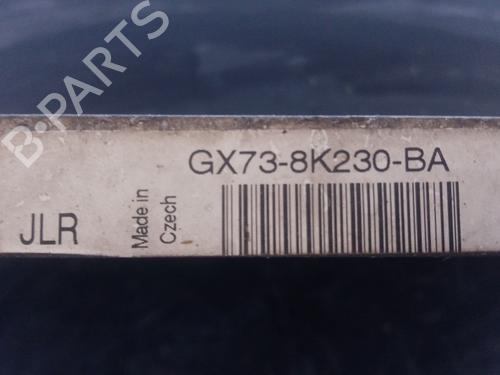 B-PARTS
GX73-8K230-BA
JLR
Made in
Czech